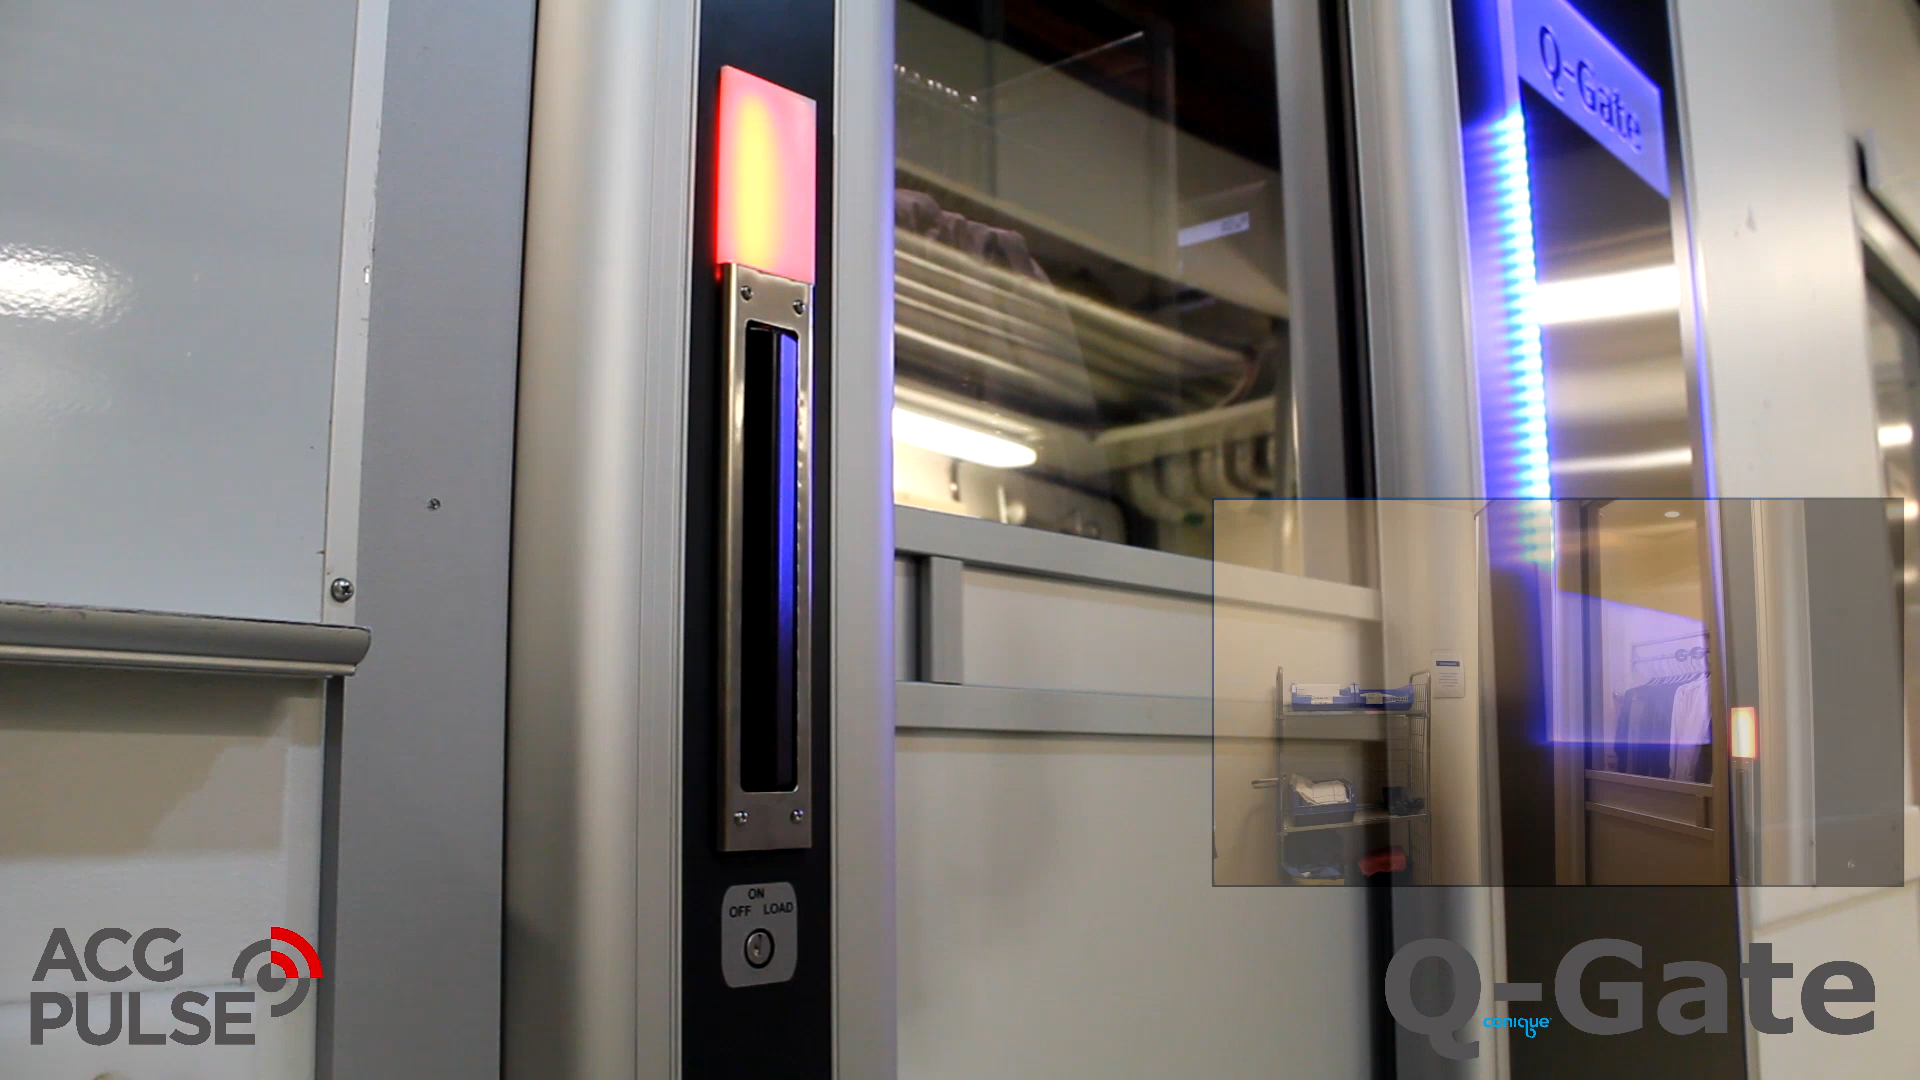 Q-Gate
ON
OFF LOAD
ACG
PULSE
Q-Gate
conique